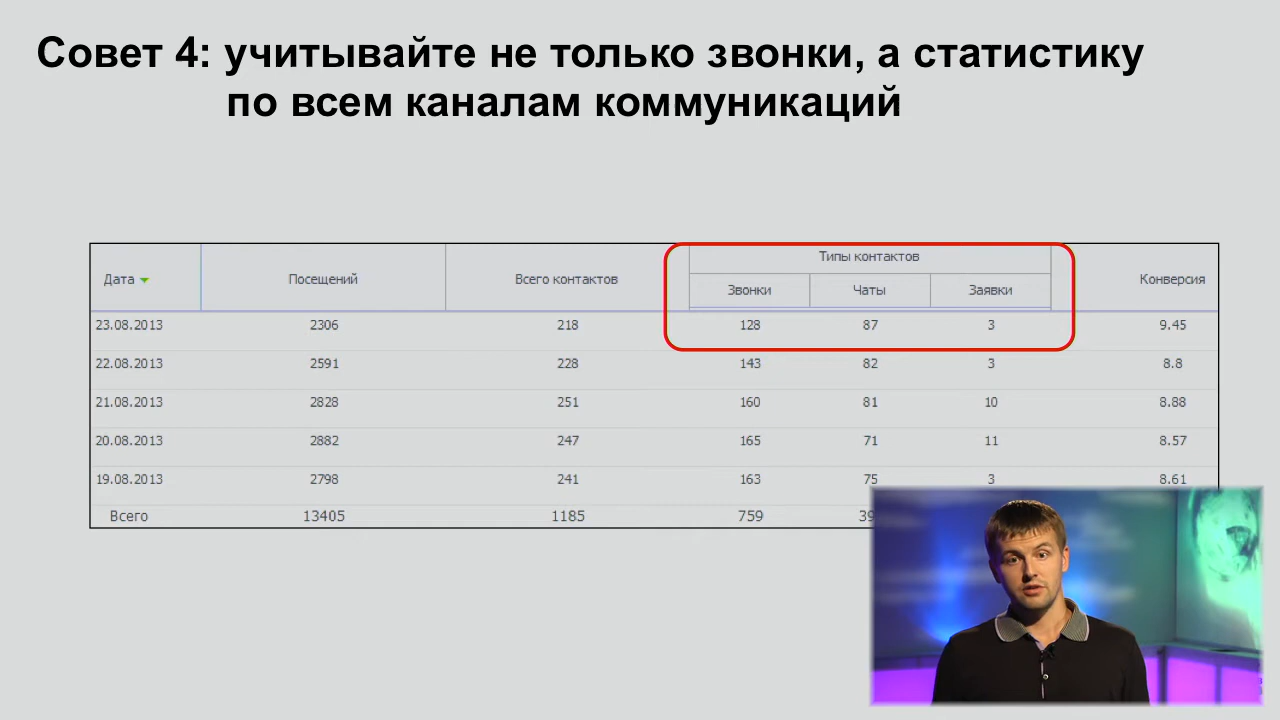 Совет 4: учитывайте не только звонки, а статистику
по всем каналам коммуникаций
Типы контактов
Дата Посещений Всего контактов Звонки Чаты Заявки Конверсия
23.08.2013 2306 218 128 87 3 9.45
22.08.2013 2591 228 143 82 3 8.8
21.08.2013 2828 251 160 81 10 8.88
20.08.2013 2882 247 165 71 11 8.57
19.08.2013 2798 241 163 75 3 8.61
Всего 13405 1185 759